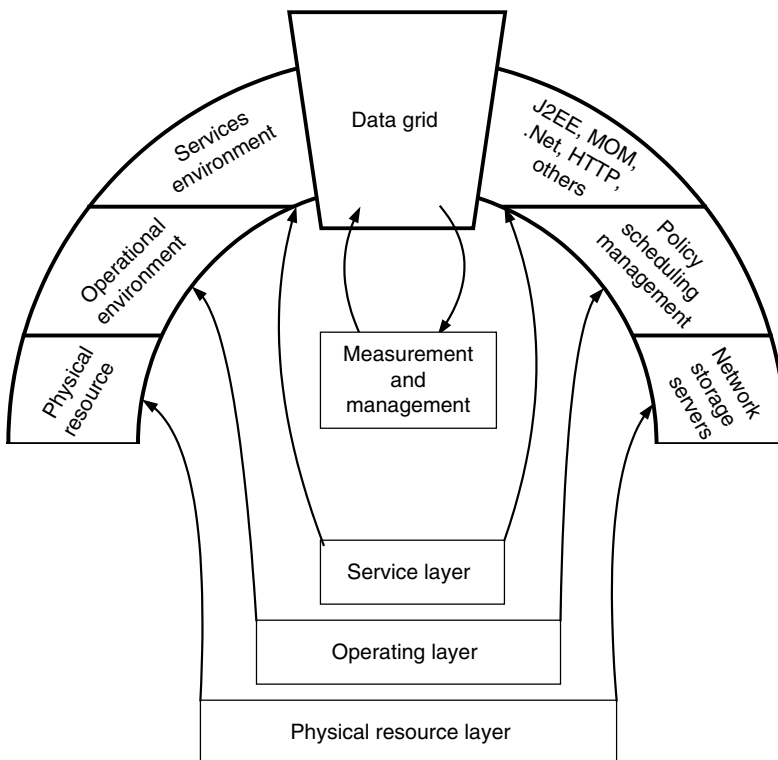 Data grid
Services
environment
J2EE, MOM,
.Net, HTTP,
others
Operational
environment
Policy
scheduling
management
Physical
resource
Network
storage
servers
Measurement
and
management
Service layer
Operating layer
Physical resource layer